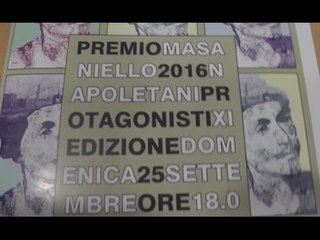 PREMIOMASA
NIELLO2016N
APOLETANIPR
OTAGONISTIXI
EDIZIONEDOM
ENICA25SETTE
MBREORE18.0